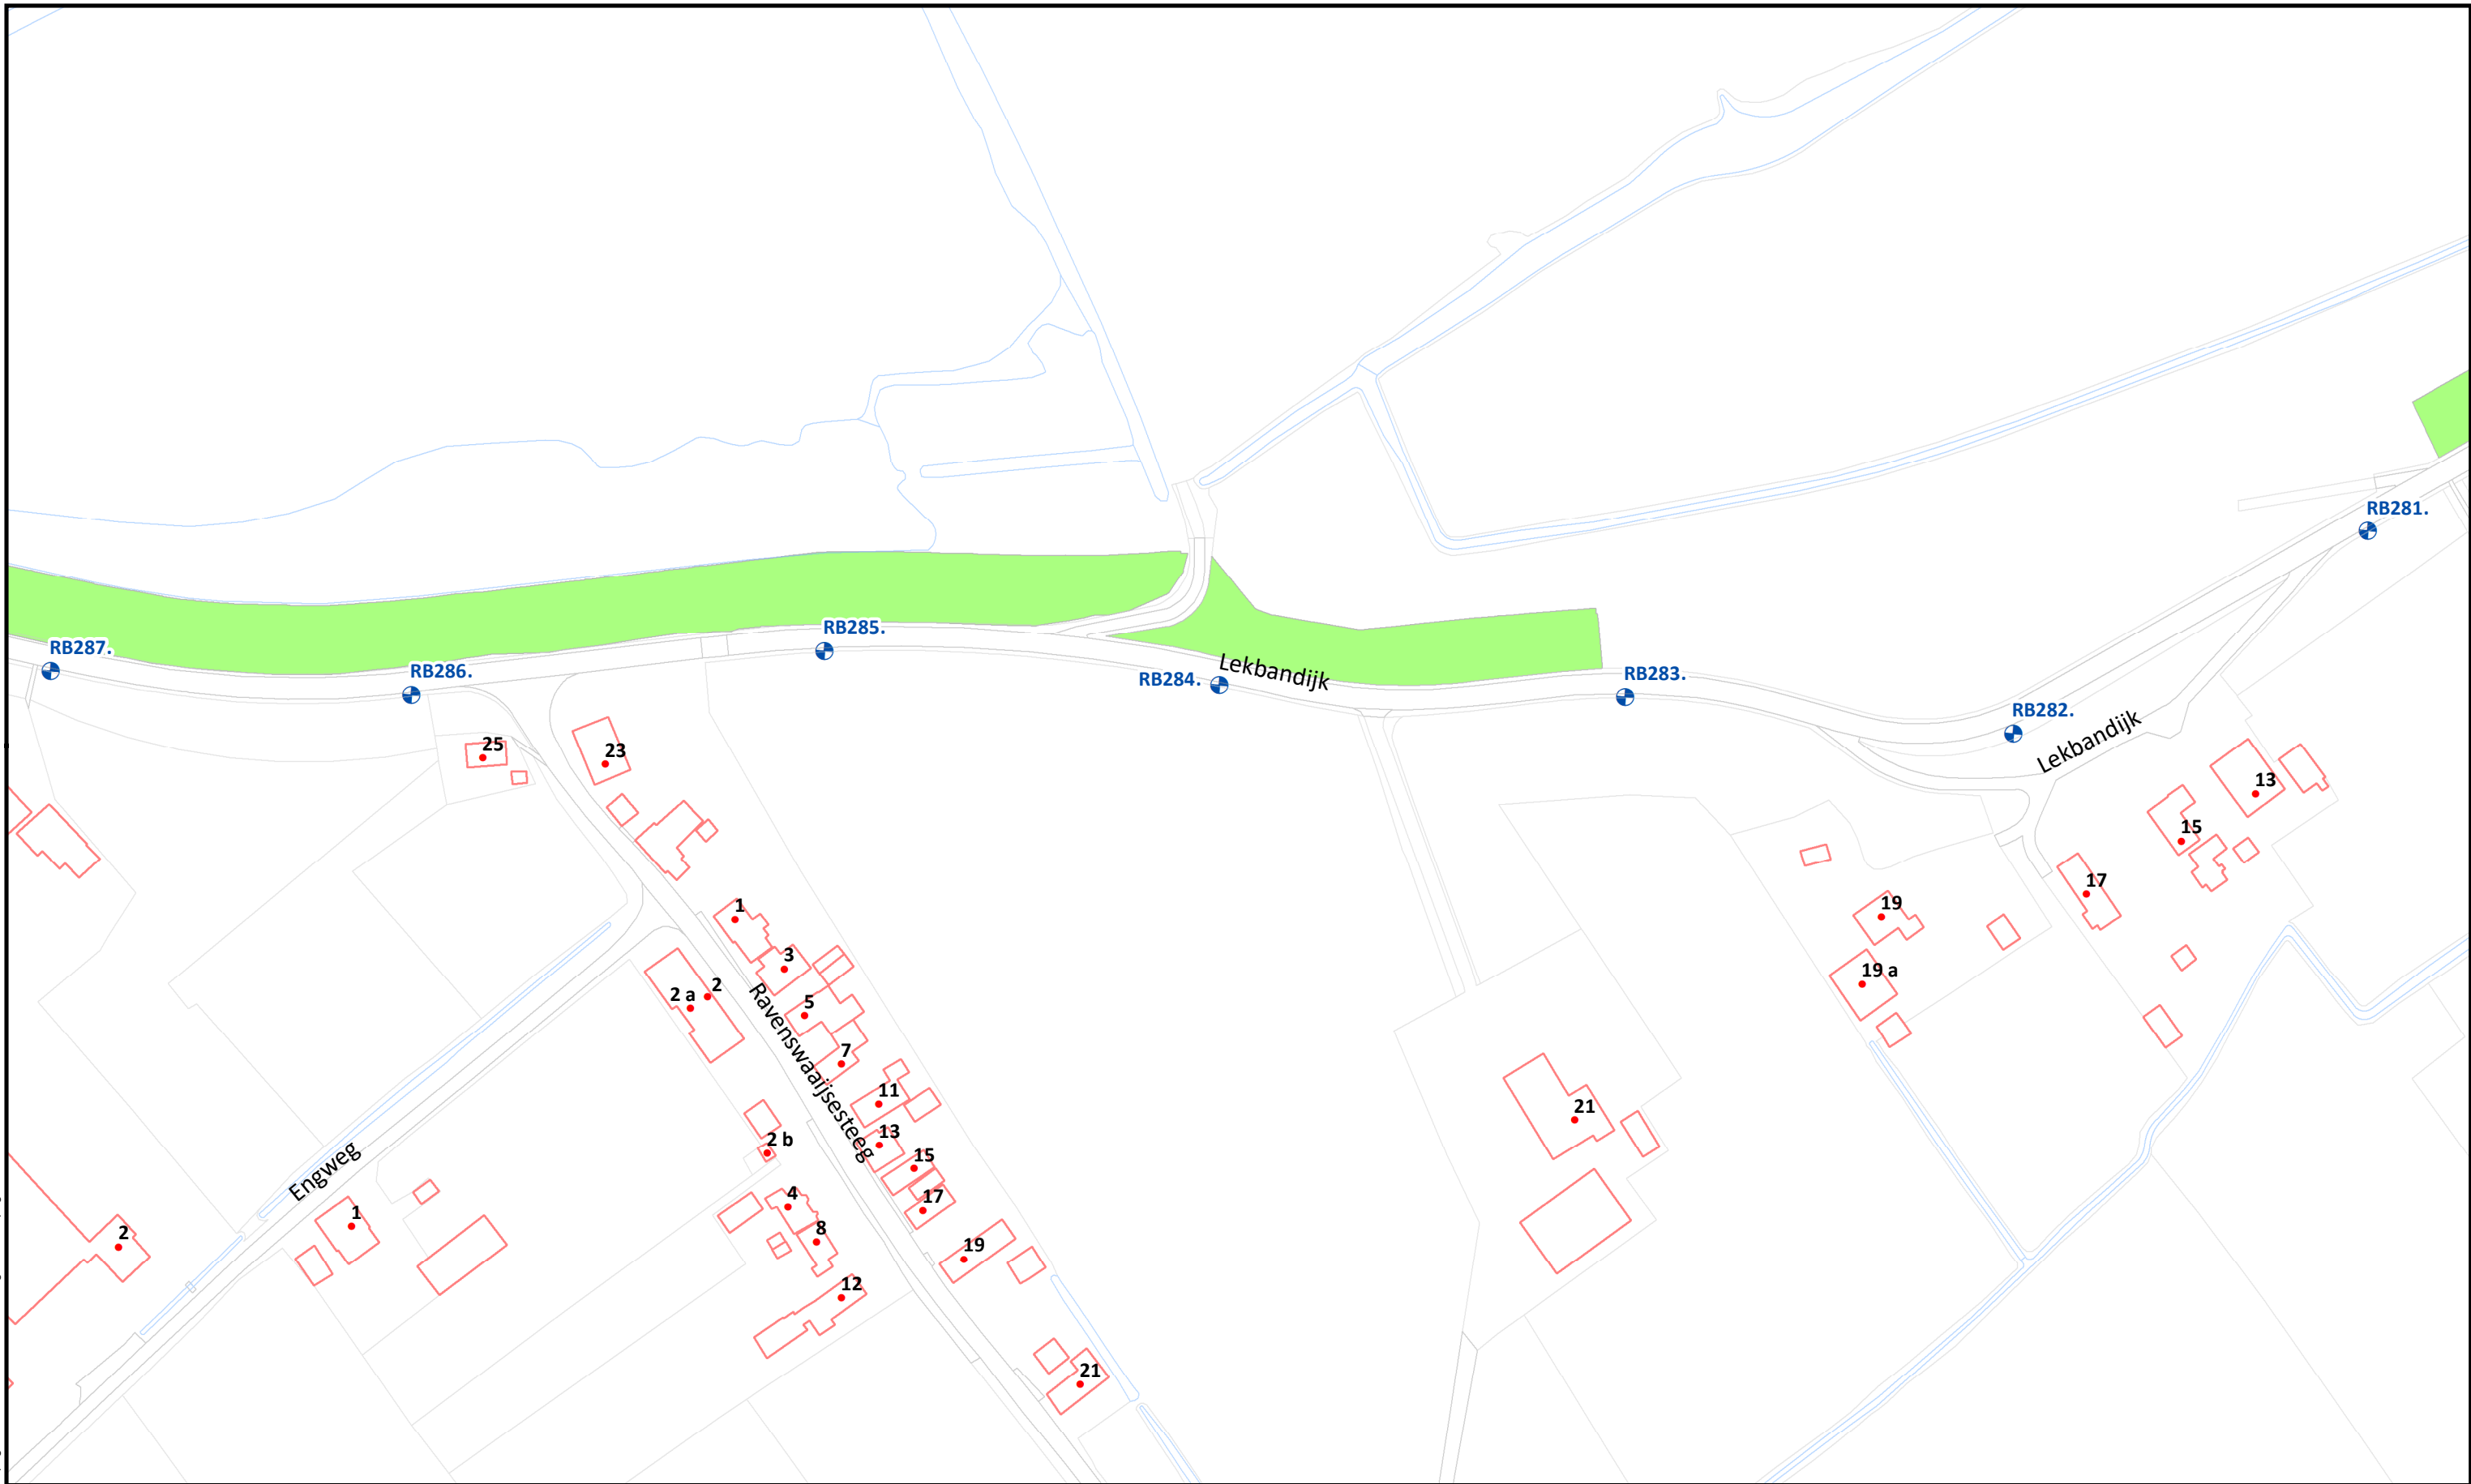 RB281.
RB285.
RB287.
RB286.
Lekbandijk
RB284.
RB283.
RB282.
Lekbandijk
25
23
13
15
17
1
19
3
19 a
2
2 a
5
Ravenswaaijsesteeg
7
11
21
13
2 b
15
Engweg
4
17
1
2
8
19
12
21